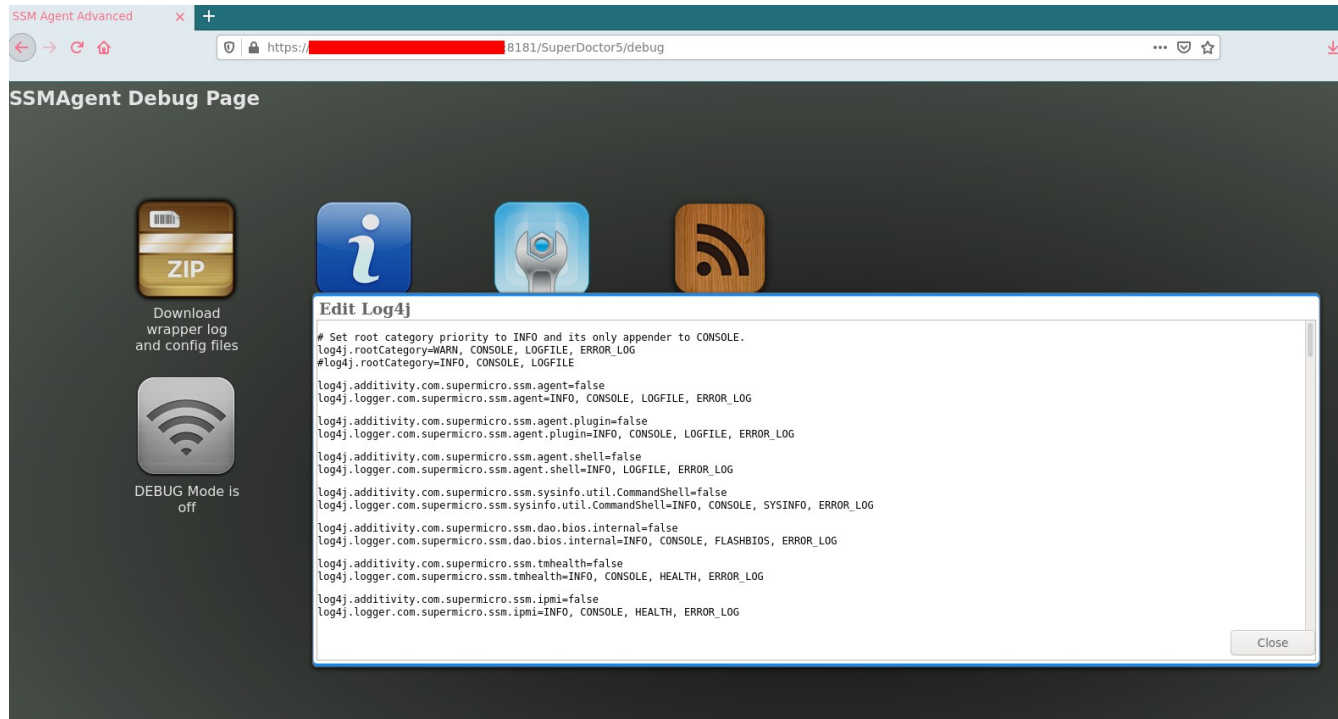 SSM Agent Advanced
https://
:8181/SuperDoctor5/debug
SSMAgent Debug Page
ZIP
i
Download
wrapper log
and config files
DEBUG Mode is
off
Edit Log4j
# Set root category priority to INFO and its only appender to CONSOLE.
log4j.rootCategory=WARN, CONSOLE, LOGFILE, ERROR_LOG
#log4j.rootCategory=INFO, CONSOLE, LOGFILE
log4j.additivity.com.supermicro.ssm.agent=false
log4j.logger.com.supermicro.ssm.agent=INFO, CONSOLE, LOGFILE, ERROR_LOG
log4j.additivity.com.supermicro.ssm.agent.plugin=false
log4j.logger.com.supermicro.ssm.agent.plugin=INFO, CONSOLE, LOGFILE, ERROR_LOG
log4j.additivity.com.supermicro.ssm.agent.shell=false
log4j.logger.com.supermicro.ssm.agent.shell=INFO, LOGFILE, ERROR_LOG
log4j.additivity.com.supermicro.ssm.sysinfo.util.CommandShell=false
log4j.logger.com.supermicro.ssm.sysinfo.util.CommandShell=INFO, CONSOLE, SYSINFO, ERROR_LOG
log4j.additivity.com.supermicro.ssm.dao.bios.internal=false
log4j.logger.com.supermicro.ssm.dao.bios.internal=INFO, CONSOLE, FLASHBIOS, ERROR_LOG
log4j.additivity.com.supermicro.ssm.tmhealth=false
log4j.logger.com.supermicro.ssm.tmhealth=INFO, CONSOLE, HEALTH, ERROR_LOG
log4j.additivity.com.supermicro.ssm.ipmi=false
log4j.logger.com.supermicro.ssm.ipmi=INFO, CONSOLE, HEALTH, ERROR_LOG
Close